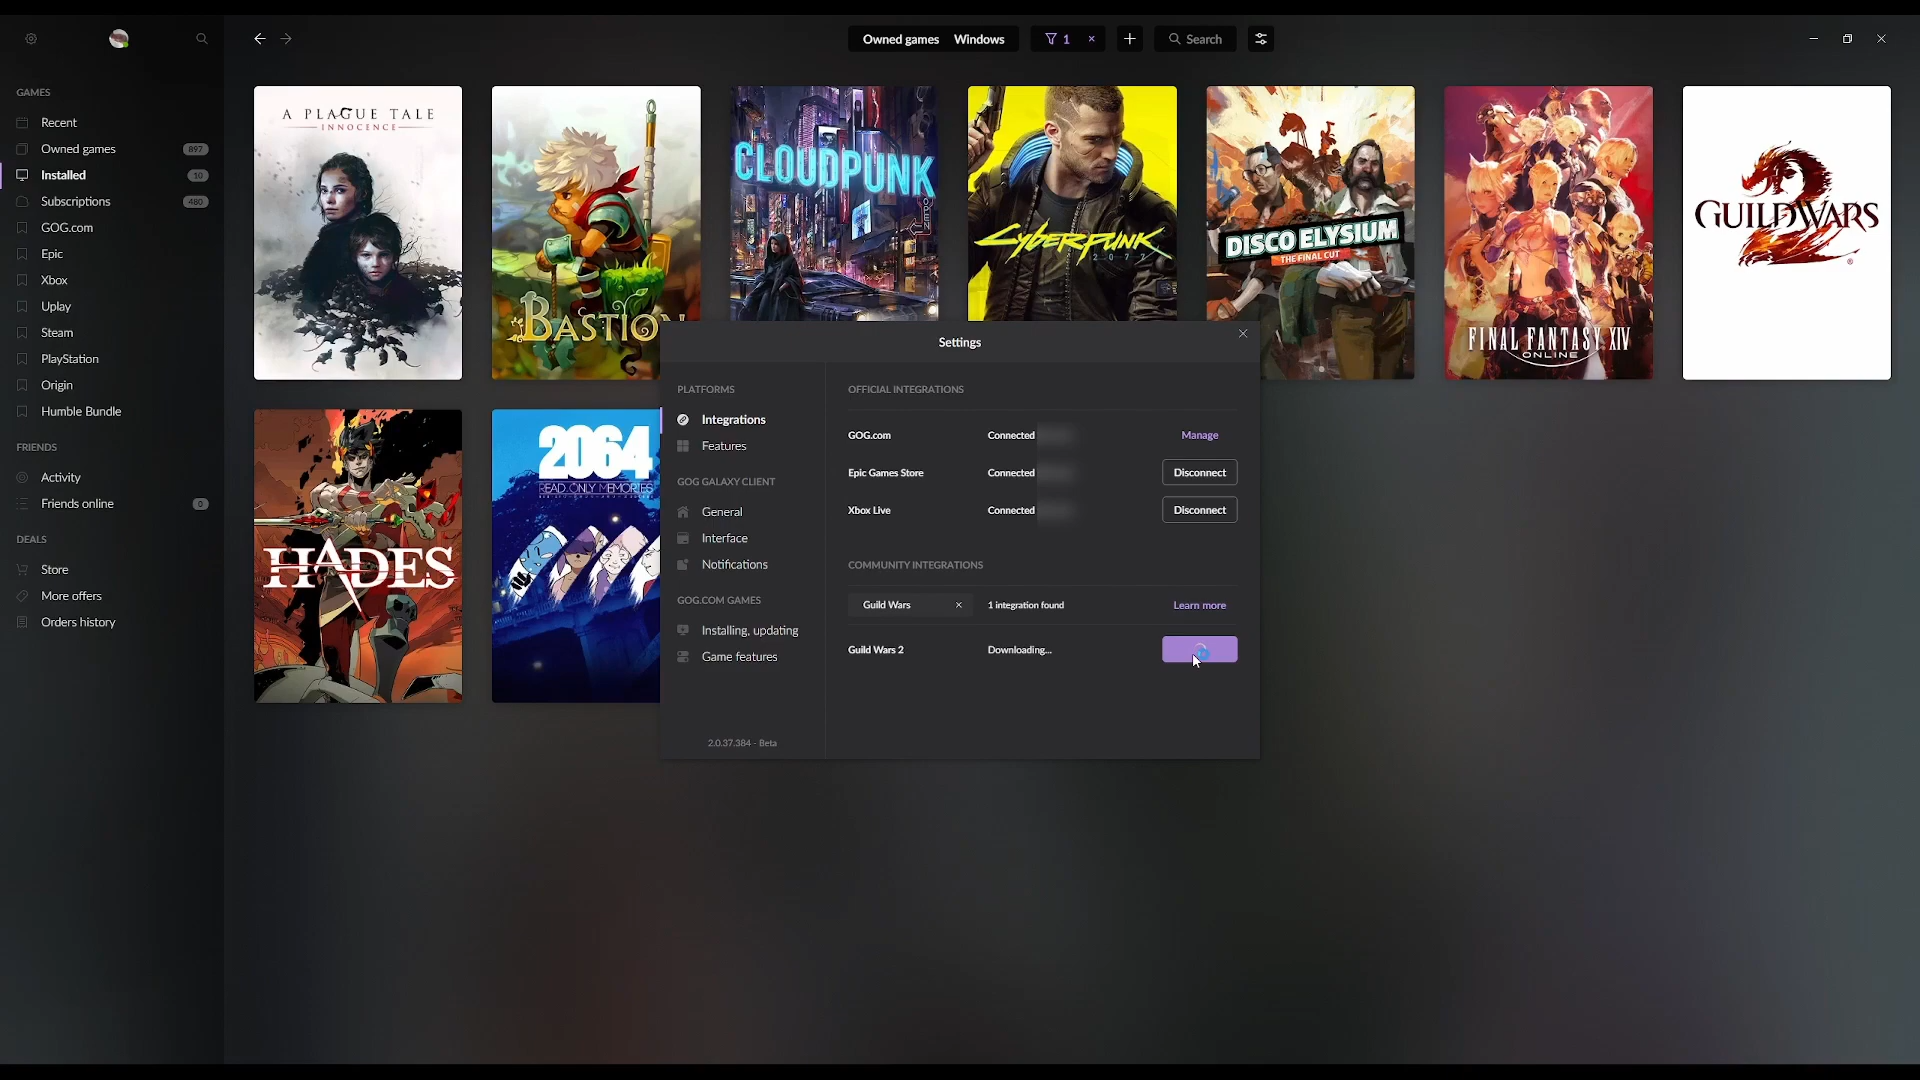 Owned games Windows 1 × + Search
GAMES
Recent
Owned games 897
Installed 10
Subscriptions 480
GOG.com
Epic
Xbox
Uplay
Steam
PlayStation
Origin
Humble Bundle
FRIENDS
Activity
Friends online 0
DEALS
Store
More offers
Orders history
A PLAGUE TALE
INNOCENCE
BASTION
CLOUDPUNK
OPEN
Cyberpunk
2077
DISCO ELYSIUM
THE FINAL CUT
FINAL FANTASY XIV
ONLINE
GUILD WARS
2
HADES
2064
READ ONLY MEMORIES
Settings
PLATFORMS
Integrations
Features
GOG GALAXY CLIENT
General
Interface
Notifications
GOG.COM GAMES
Installing, updating
Game features
2.0.37.384 - Beta
OFFICIAL INTEGRATIONS
GOG.com Connected Manage
Epic Games Store Connected Disconnect
Xbox Live Connected Disconnect
COMMUNITY INTEGRATIONS
Guild Wars × 1 integration found Learn more
Guild Wars 2 Downloading...